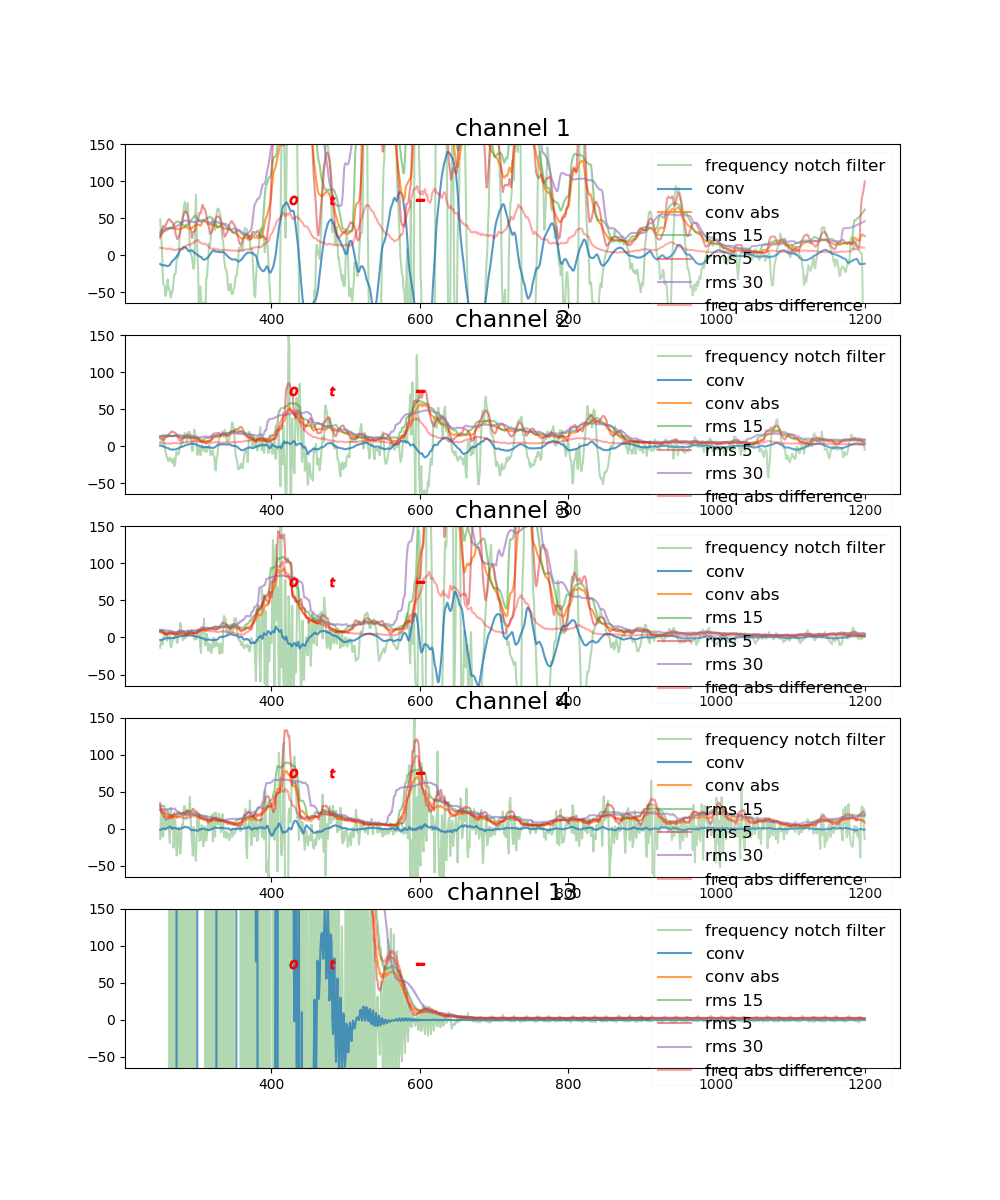 channel 1
150
100
50
0
−50
o t –
frequency notch filter
conv
conv abs
rms 15
rms 5
rms 30
freq abs difference
400 600 800 1000 1200
channel 2
150
100
50
0
−50
o t –
frequency notch filter
conv
conv abs
rms 15
rms 5
rms 30
freq abs difference
400 600 800 1000 1200
channel 3
150
100
50
0
−50
o t –
frequency notch filter
conv
conv abs
rms 15
rms 5
rms 30
freq abs difference
400 600 800 1000 1200
channel 4
150
100
50
0
−50
o t –
frequency notch filter
conv
conv abs
rms 15
rms 5
rms 30
freq abs difference
400 600 800 1000 1200
channel 13
150
100
50
0
−50
o t –
frequency notch filter
conv
conv abs
rms 15
rms 5
rms 30
freq abs difference
400 600 800 1000 1200